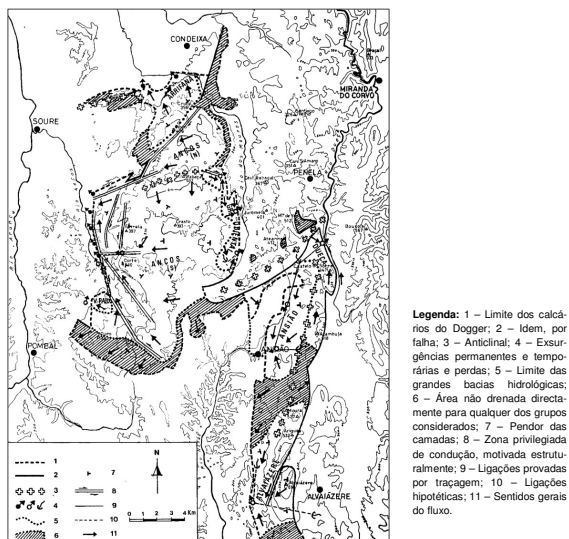 CONDEIXA
MIRANDA
DO CORVO
SOURE
PENELA
ANÇOS
(N)
ANÇOS
(S)
POMBAL
ANSIÃO
ALVAIÁZERE
ALVAIÁZERE
N
1
2
3
4
5
6
7
8
9
10
11
0 1 2 3 4 Km
Legenda: 1 – Limite dos calcá-
rios do Dogger; 2 – Idem, por
falha; 3 – Anticlinal; 4 – Exsur-
gências permanentes e tempo-
rárias e perdas; 5 – Limite das
grandes bacias hidrológicas;
6 – Área não drenada directa-
mente para qualquer dos grupos
considerados; 7 – Pendor das
camadas; 8 – Zona privilegiada
de condução, motivada estrutu-
ralmente; 9 – Ligações provadas
por traçagem; 10 – Ligações
hipotéticas; 11 – Sentidos gerais
do fluxo.